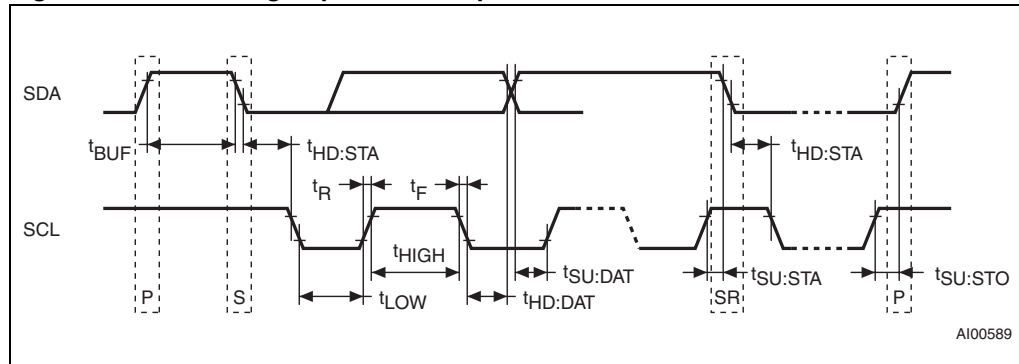 SDA
tBUF
tHD:STA
tHD:STA
tR
tF
SCL
tHIGH
tSU:DAT
tSU:STA
tSU:STO
P
S
tLOW
tHD:DAT
SR
P
AI00589